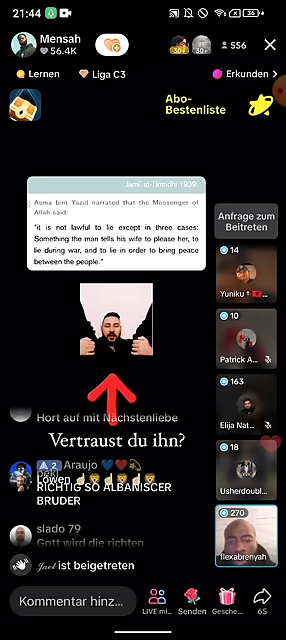 21:44
36%
Mensah
56.4K
30+
30+
556
Lernen
Liga C3
Erkunden
Abo-
Bestenliste
Jami' at-Tirmidhi 1939
Asma bint Yazid narrated that the Messenger of
Allah said:
"it is not lawful to lie except in three cases:
Something the man tells his wife to please her, to
lie during war, and to lie in order to bring peace
between the people."
Anfrage zum
Beitreten
14
Yuniku
10
Patrick A...
163
Elija Nat...
18
Usherdoubl...
270
flexabrenyah
Hort auf mit Nächstenliebe
Vertraust du ihn?
2 Araujo
Löwen
RICHTIG SO ALBANISCER
BRUDER
slado 79
Gott wird die richten
Jael ist beigetreten
Kommentar hinz...
LIVE mi...
Senden
Gesche...
65